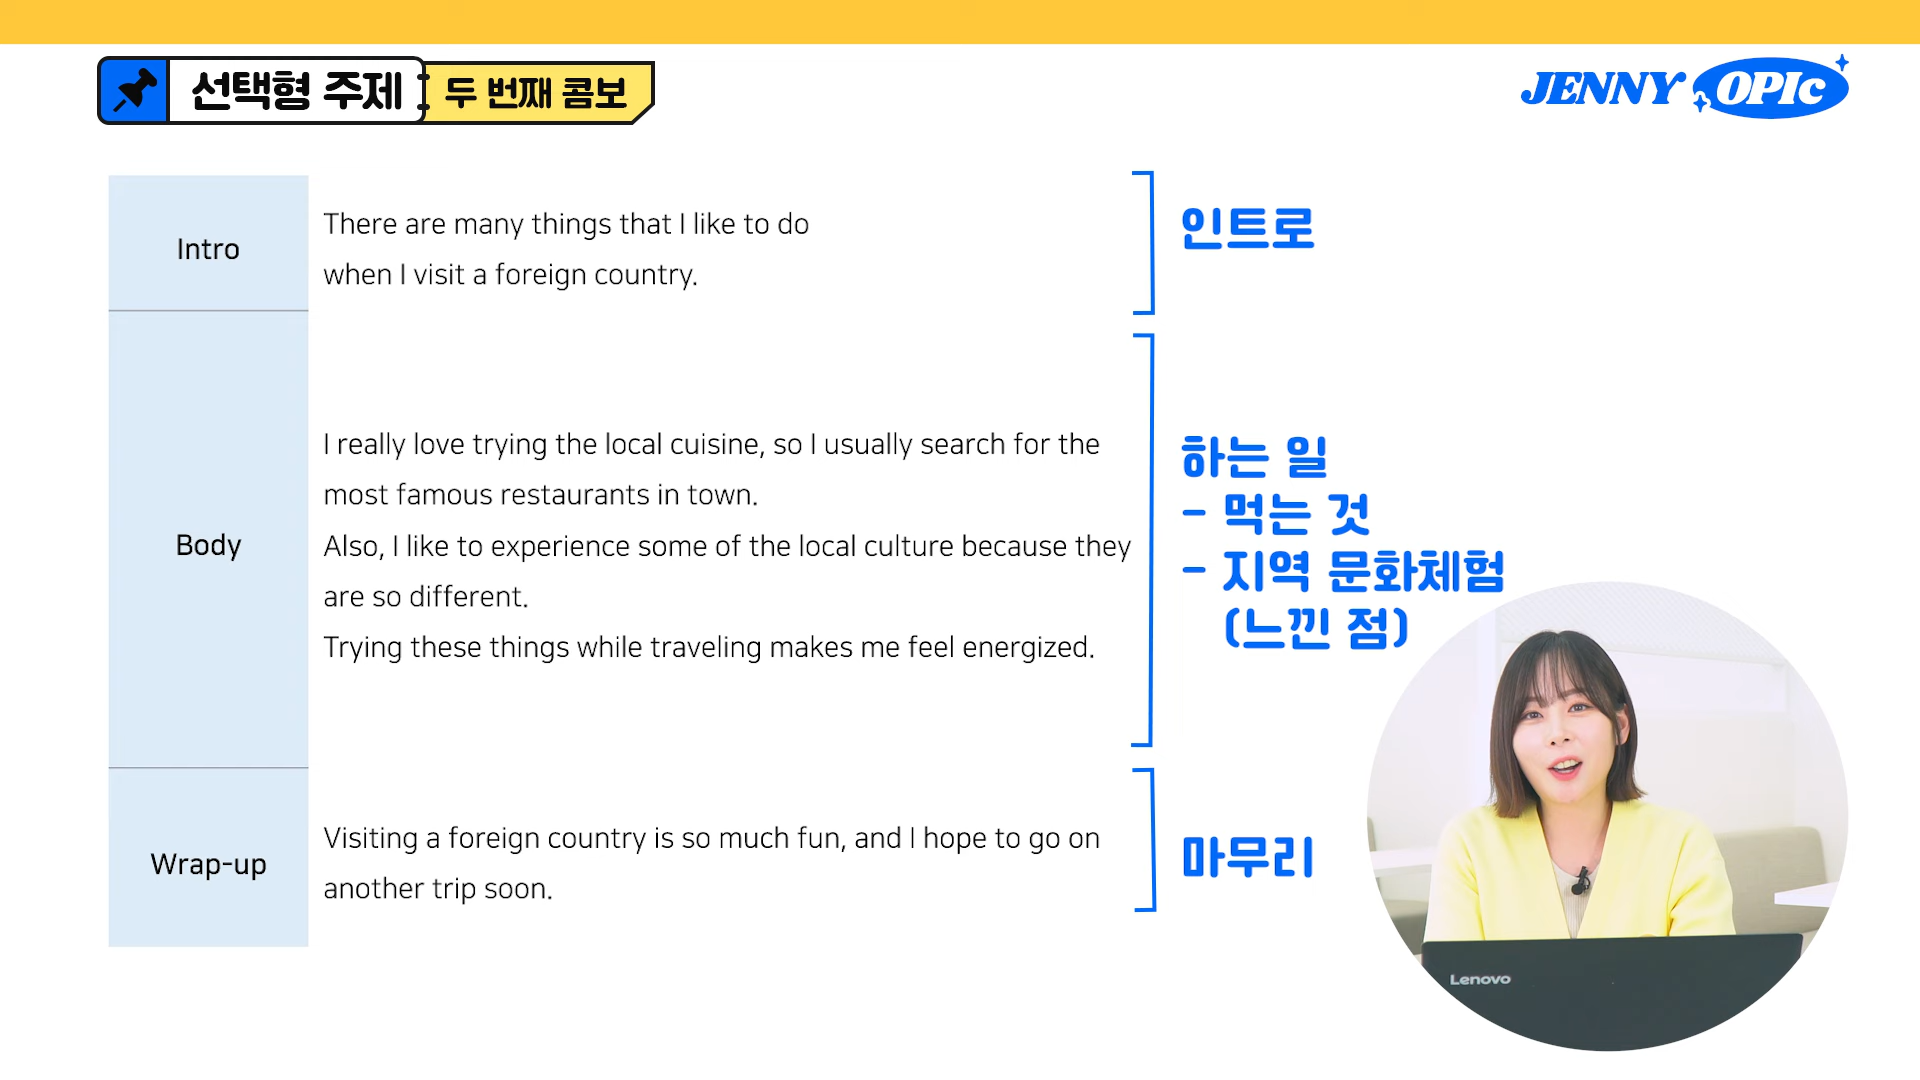 선택형 주제 : 두 번째 콤보
JENNY OPIc
Intro
There are many things that I like to do
when I visit a foreign country.
인트로
Body
I really love trying the local cuisine, so I usually search for the
most famous restaurants in town.
Also, I like to experience some of the local culture because they
are so different.
Trying these things while traveling makes me feel energized.
하는 일
- 먹는 것
- 지역 문화체험
(느낀 점)
Wrap-up
Visiting a foreign country is so much fun, and I hope to go on
another trip soon.
마무리
Lenovo